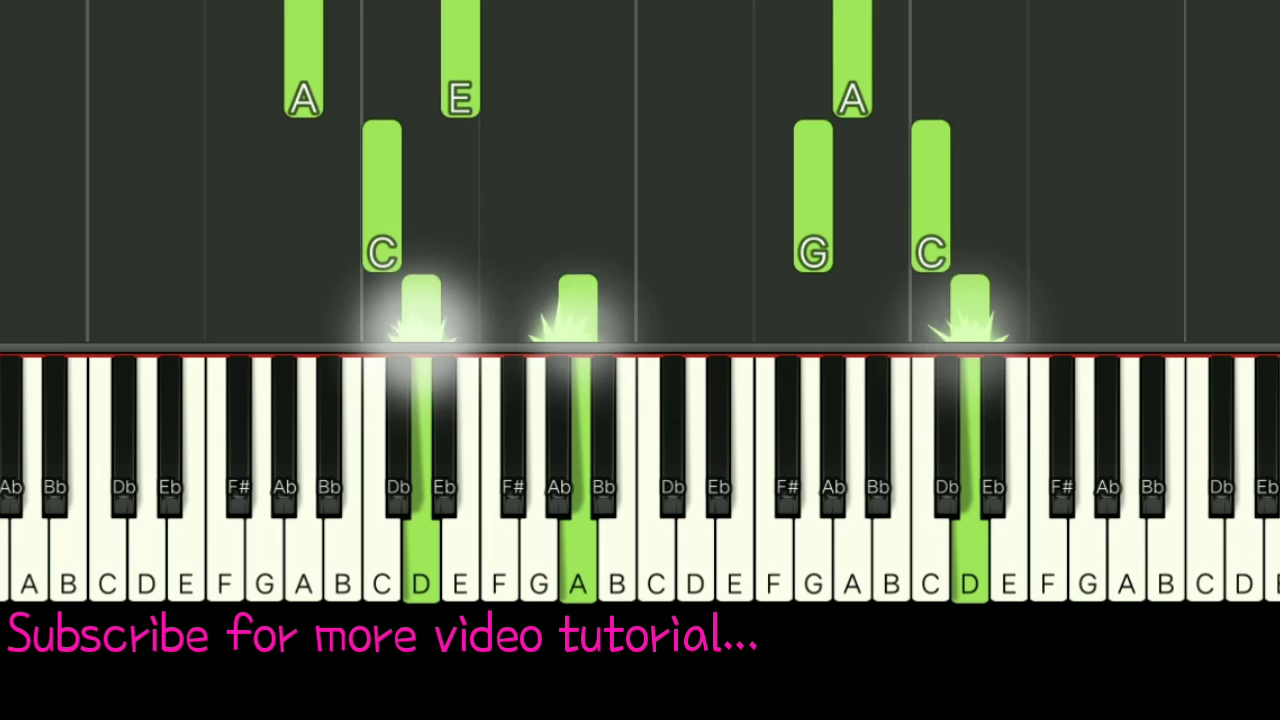 A E A
C G C
Ab Bb Db Eb F# Ab Bb Db Eb F# Ab Bb Db Eb F# Ab Bb Db Eb F# Ab Bb Db Eb
A B C D E F G A B C D E F G A B C D E F G A B C D E F G A B C D
Subscribe for more video tutorial...